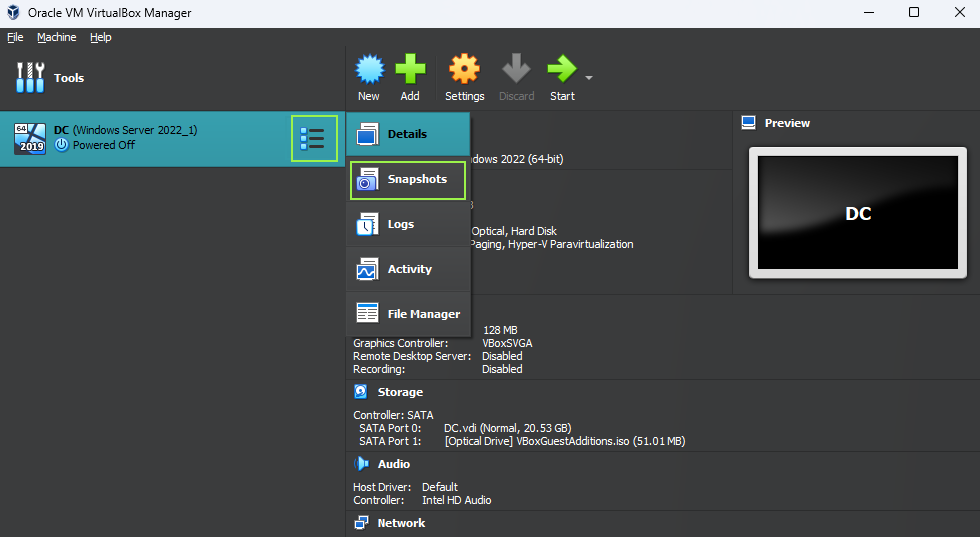 Oracle VM VirtualBox Manager
File Machine Help
Tools
New Add Settings Discard Start
64
2019
DC (Windows Server 2022_1)
Powered Off
Details
Snapshots
Logs
Activity
File Manager
ndows 2022 (64-bit)
Optical, Hard Disk
Paging, Hyper-V Paravirtualization
Preview
DC
128 MB
Graphics Controller: VBoxSVGA
Remote Desktop Server: Disabled
Recording: Disabled
Storage
Controller: SATA
SATA Port 0: DC.vdi (Normal, 20.53 GB)
SATA Port 1: [Optical Drive] VBoxGuestAdditions.iso (51.01 MB)
Audio
Host Driver: Default
Controller: Intel HD Audio
Network